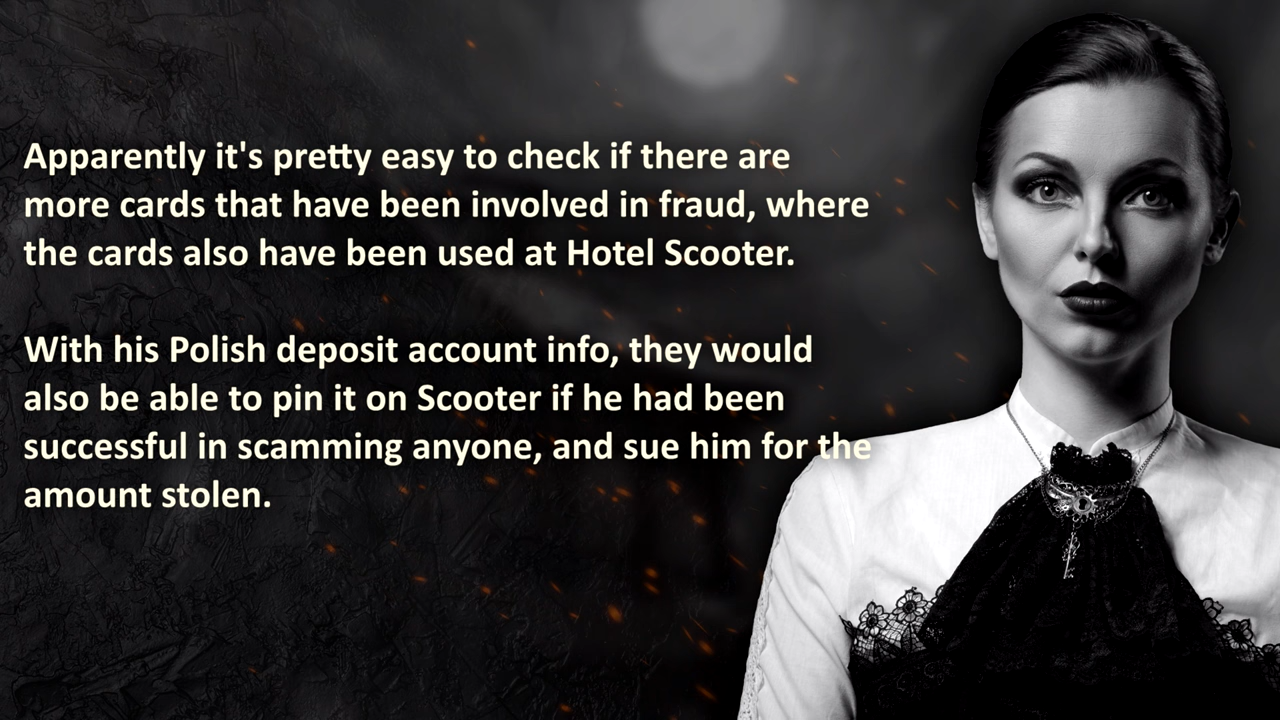 Apparently it's pretty easy to check if there are
more cards that have been involved in fraud, where
the cards also have been used at Hotel Scooter.
With his Polish deposit account info, they would
also be able to pin it on Scooter if he had been
successful in scamming anyone, and sue him for the
amount stolen.